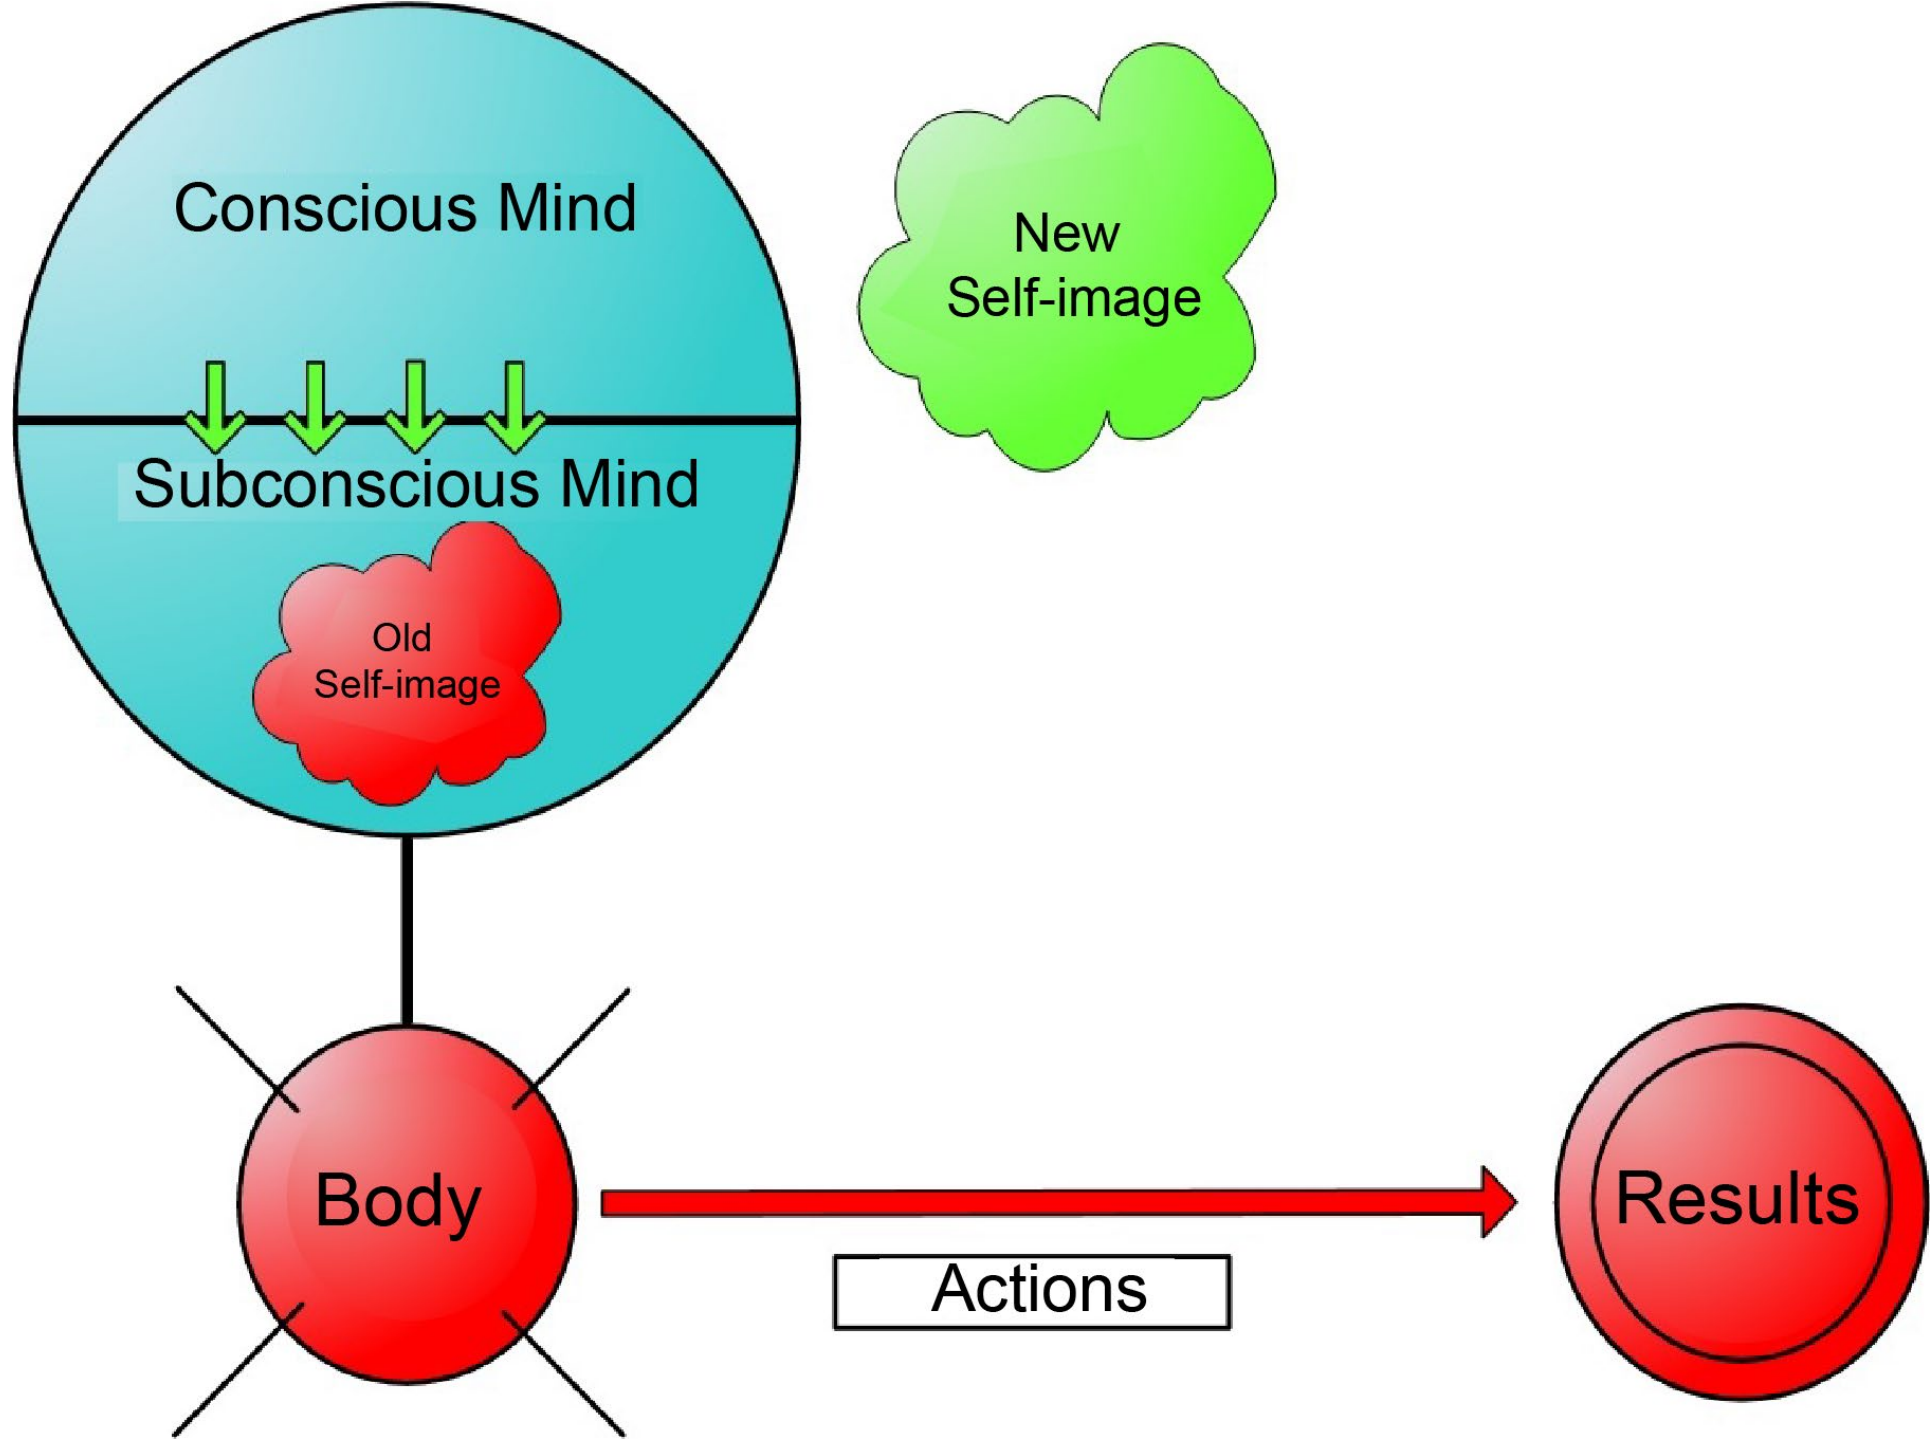 Conscious Mind
New
Self-image
Subconscious Mind
Old
Self-image
Body
Results
Actions